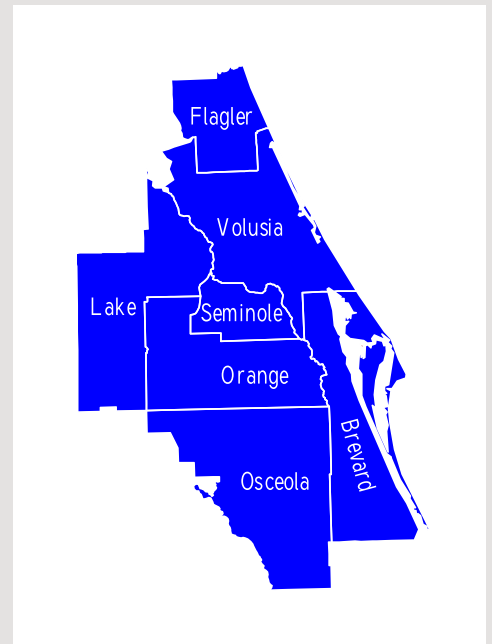 Flagler
Volusia
Lake
Seminole
Orange
Brevard
Osceola